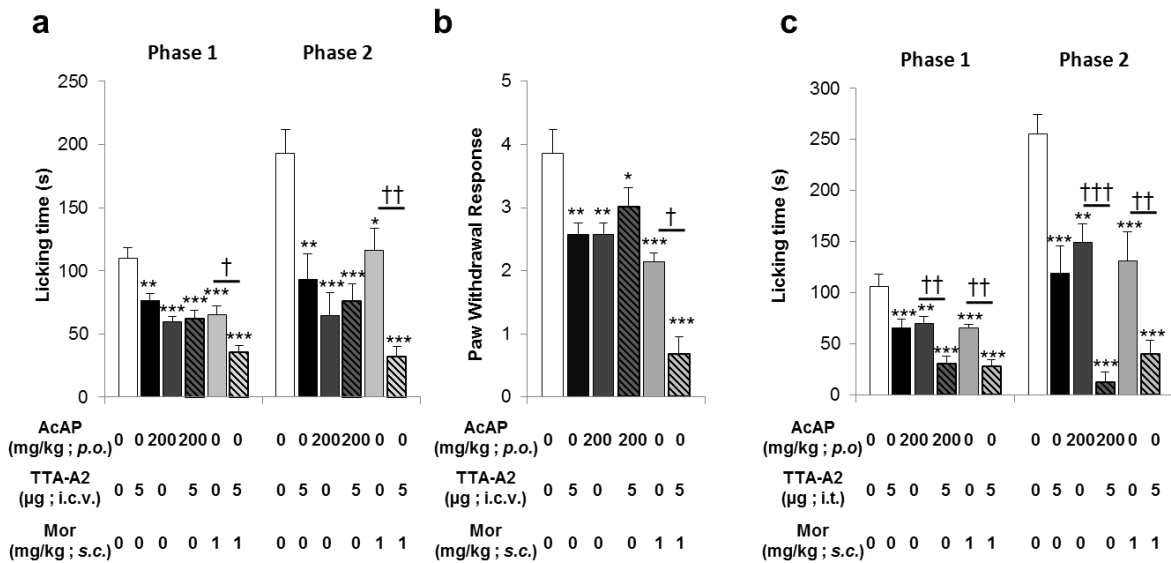 a
Phase 1
Phase 2
Licking time (s)
250
200
150
100
50
0
**
***
***
***
†
***
**
***
***
*
††
***
AcAP
(mg/kg ; p.o.)
0 0 200 200 0 0
0 0 200 200 0 0
TTA-A2
(µg ; i.c.v.)
0 5 0 5 0 5
0 5 0 5 0 5
Mor
(mg/kg ; s.c.)
0 0 0 0 1 1
0 0 0 0 1 1
b
Paw Withdrawal Response
5
4
3
2
1
0
**
**
*
***
†
***
AcAP
(mg/kg ; p.o.)
0 0 200 200 0 0
TTA-A2
(µg ; i.c.v.)
0 5 0 5 0 5
Mor
(mg/kg ; s.c.)
0 0 0 0 1 1
c
Phase 1
Phase 2
Licking time (s)
300
250
200
150
100
50
0
***
**
††
***
***
††
***
***
**
†††
***
***
††
***
AcAP
(mg/kg ; p.o)
0 0 200 200 0 0
0 0 200 200 0 0
TTA-A2
(µg ; i.t.)
0 5 0 5 0 5
0 5 0 5 0 5
Mor
(mg/kg ; s.c.)
0 0 0 0 1 1
0 0 0 0 1 1